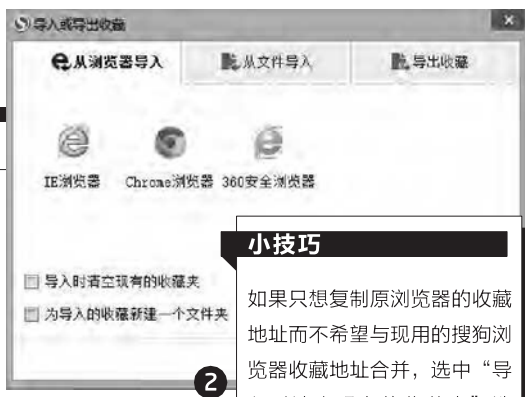 导入或导出收藏
从浏览器导入
从文件导入
导出收藏
IE浏览器
Chrome浏览器
360安全浏览器
导入时清空现有的收藏夹
为导入的收藏新建一个文件夹
2
小技巧
如果只想复制原浏览器的收藏
地址而不希望与现用的搜狗浏
览器收藏地址合并，选中“导